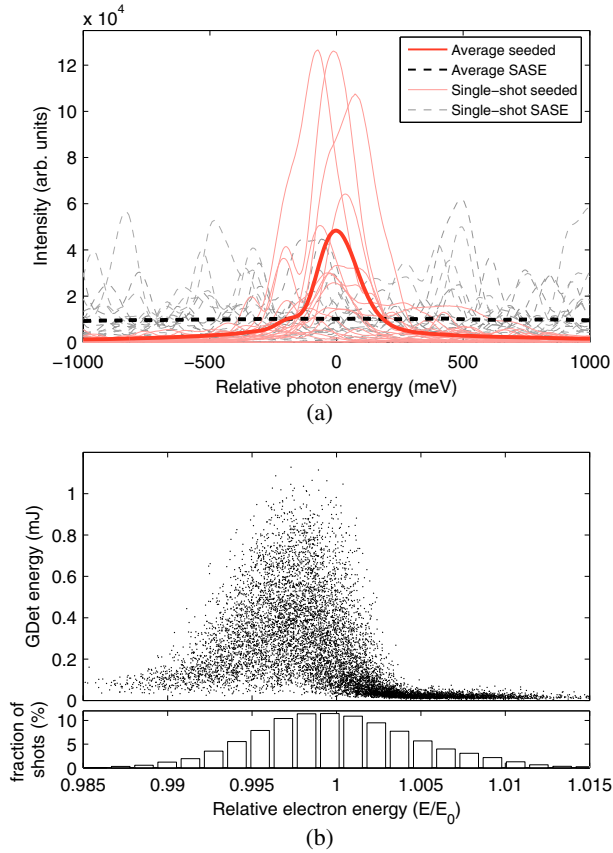 x 10⁴
12
10
8
6
4
2
0
Intensity (arb. units)
Average seeded
Average SASE
Single−shot seeded
Single−shot SASE
−1000 −500 0 500 1000
Relative photon energy (meV)
(a)
1
0.8
0.6
0.4
0.2
0
GDet energy (mJ)
10
5
0
fraction of
shots (%)
0.985 0.99 0.995 1 1.005 1.01 1.015
Relative electron energy (E/E₀)
(b)